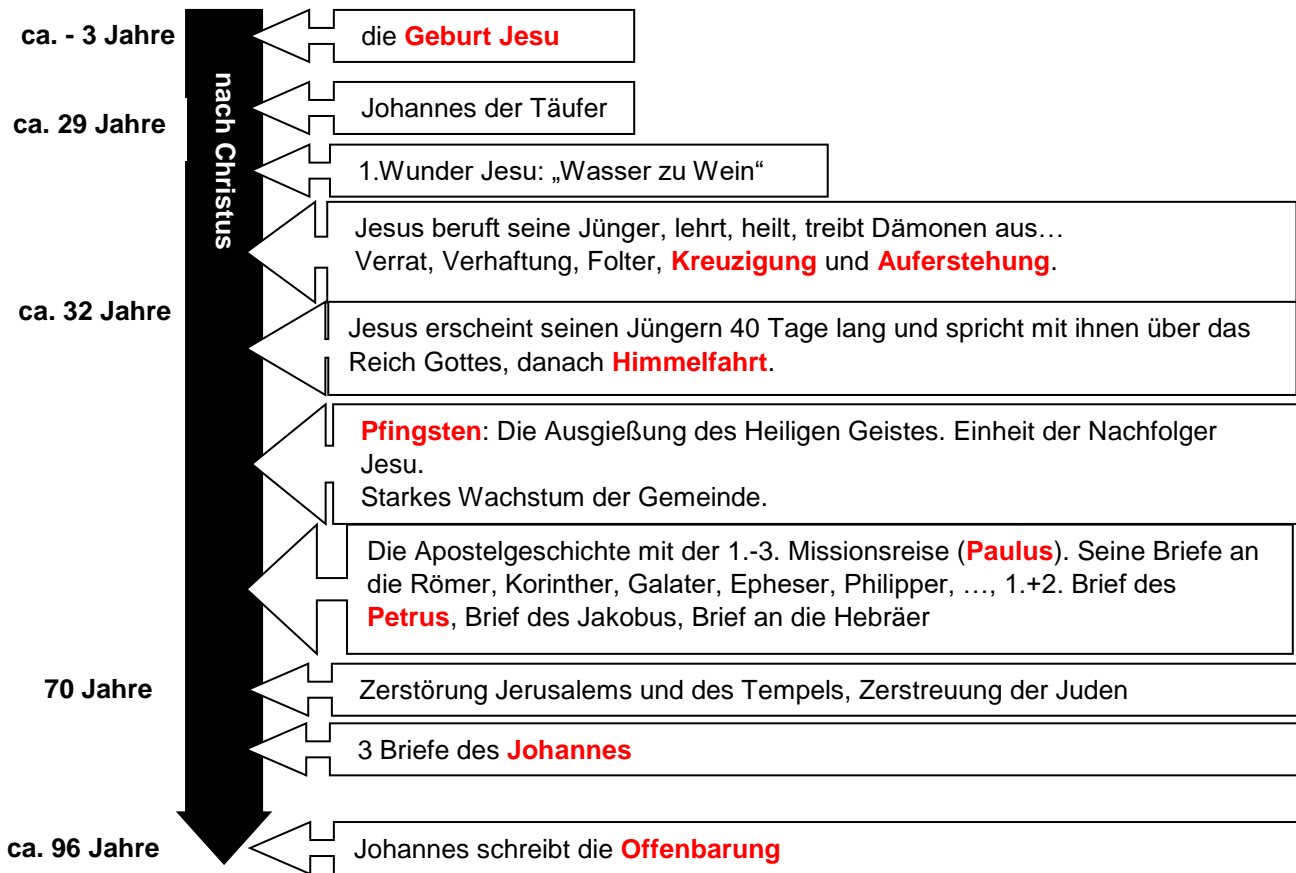 ca. - 3 Jahre
die Geburt Jesu
nach Christus
ca. 29 Jahre
Johannes der Täufer
1.Wunder Jesu: „Wasser zu Wein“
Jesus beruft seine Jünger, lehrt, heilt, treibt Dämonen aus…
Verrat, Verhaftung, Folter, Kreuzigung und Auferstehung.
ca. 32 Jahre
Jesus erscheint seinen Jüngern 40 Tage lang und spricht mit ihnen über das
Reich Gottes, danach Himmelfahrt.
Pfingsten: Die Ausgießung des Heiligen Geistes. Einheit der Nachfolger
Jesu.
Starkes Wachstum der Gemeinde.
Die Apostelgeschichte mit der 1.-3. Missionsreise (Paulus). Seine Briefe an
die Römer, Korinther, Galater, Epheser, Philipper, …, 1.+2. Brief des
Petrus, Brief des Jakobus, Brief an die Hebräer
70 Jahre
Zerstörung Jerusalems und des Tempels, Zerstreuung der Juden
3 Briefe des Johannes
ca. 96 Jahre
Johannes schreibt die Offenbarung